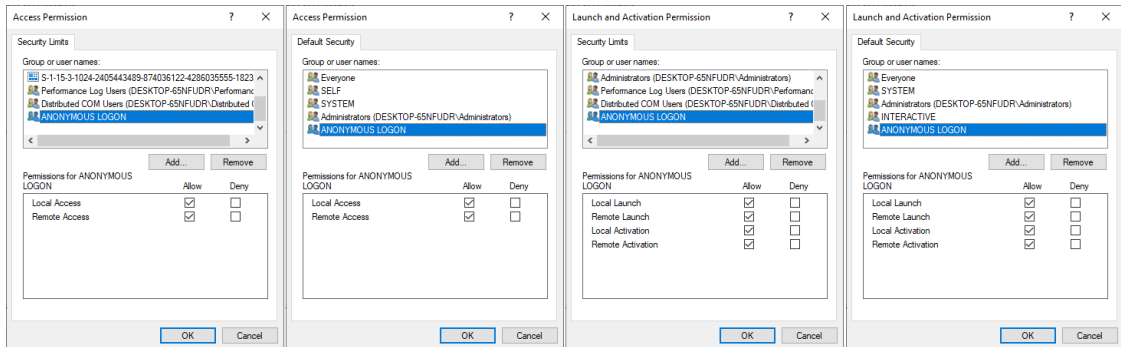 Access Permission
Security Limits
Group or user names:
S-1-15-3-1024-2405443489-874036122-4286035555-1823
Performance Log Users (DESKTOP-65NFUDR\Performanc
Distributed COM Users (DESKTOP-65NFUDR\Distributed C
ANONYMOUS LOGON
Add...
Remove
Permissions for ANONYMOUS
LOGON
Allow
Deny
Local Access
Remote Access
OK
Cancel
Access Permission
Default Security
Group or user names:
Everyone
SELF
SYSTEM
Administrators (DESKTOP-65NFUDR\Administrators)
ANONYMOUS LOGON
Add...
Remove
Permissions for ANONYMOUS
LOGON
Allow
Deny
Local Access
Remote Access
OK
Cancel
Launch and Activation Permission
Security Limits
Group or user names:
Administrators (DESKTOP-65NFUDR\Administrators)
Performance Log Users (DESKTOP-65NFUDR\Performanc
Distributed COM Users (DESKTOP-65NFUDR\Distributed C
ANONYMOUS LOGON
Add...
Remove
Permissions for ANONYMOUS
LOGON
Allow
Deny
Local Launch
Remote Launch
Local Activation
Remote Activation
OK
Cancel
Launch and Activation Permission
Default Security
Group or user names:
Everyone
SYSTEM
Administrators (DESKTOP-65NFUDR\Administrators)
INTERACTIVE
ANONYMOUS LOGON
Add...
Remove
Permissions for ANONYMOUS
LOGON
Allow
Deny
Local Launch
Remote Launch
Local Activation
Remote Activation
OK
Cancel